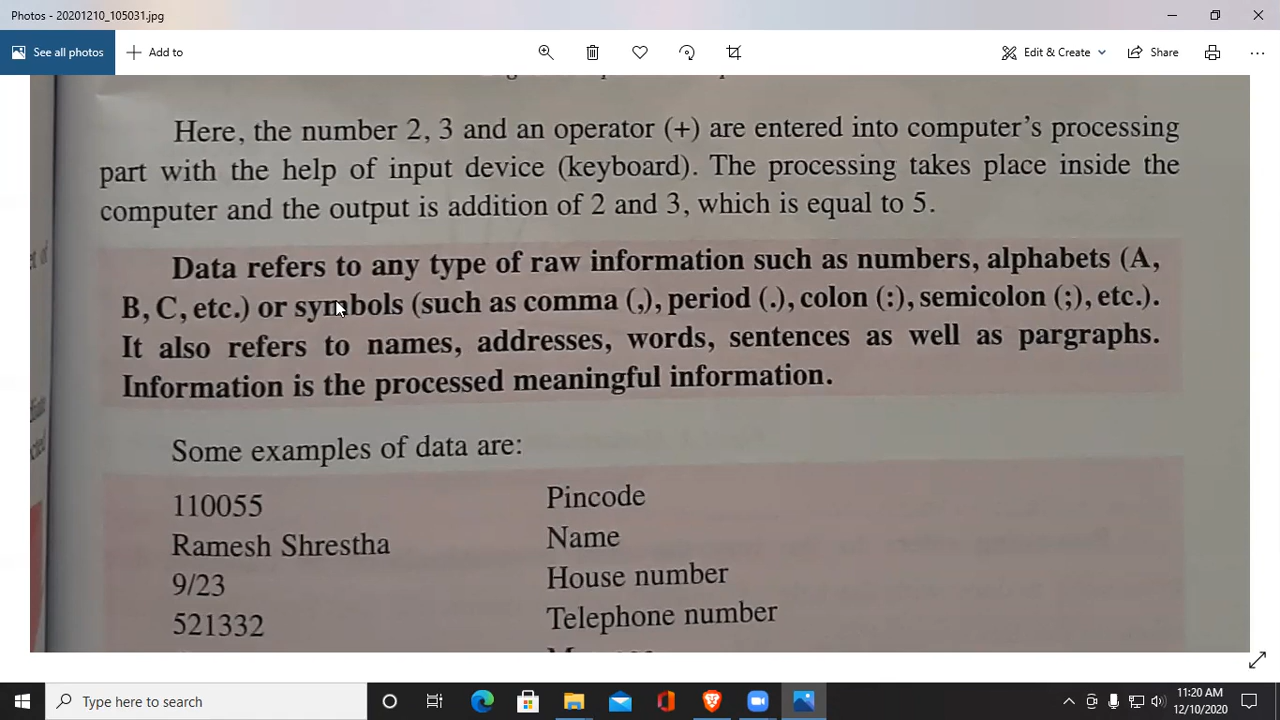 Photos - 20201210_105031.jpg
See all photos
Add to
Edit & Create
Share
Here, the number 2, 3 and an operator (+) are entered into computer's processing
part with the help of input device (keyboard). The processing takes place inside the
computer and the output is addition of 2 and 3, which is equal to 5.
Data refers to any type of raw information such as numbers, alphabets (A,
B, C, etc.) or symbols (such as comma (,), period (.), colon (:), semicolon (;), etc.).
It also refers to names, addresses, words, sentences as well as pargraphs.
Information is the processed meaningful information.
Some examples of data are:
110055 Pincode
Ramesh Shrestha Name
9/23 House number
521332 Telephone number
Type here to search
11:20 AM
12/10/2020